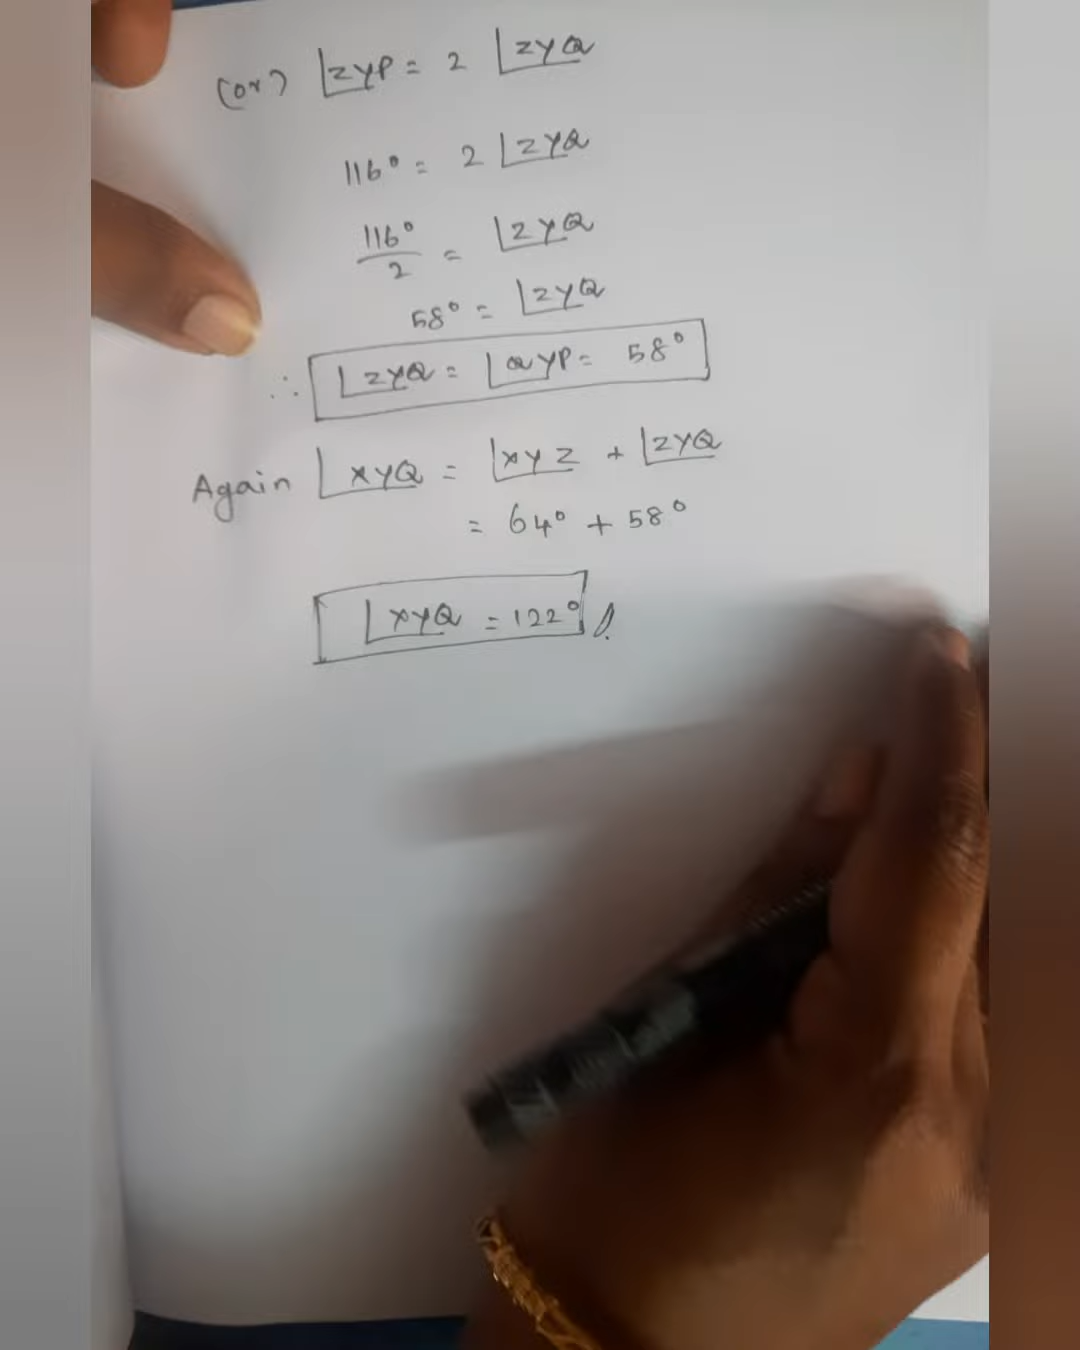 (or) ∠ZYP = 2 ∠ZYQ
116° = 2 ∠ZYQ
116°/2 = ∠ZYQ
58° = ∠ZYQ
∴ ∠ZYQ = ∠QYP = 58°
Again ∠XYQ = ∠XYZ + ∠ZYQ
= 64° + 58°
∠XYQ = 122°